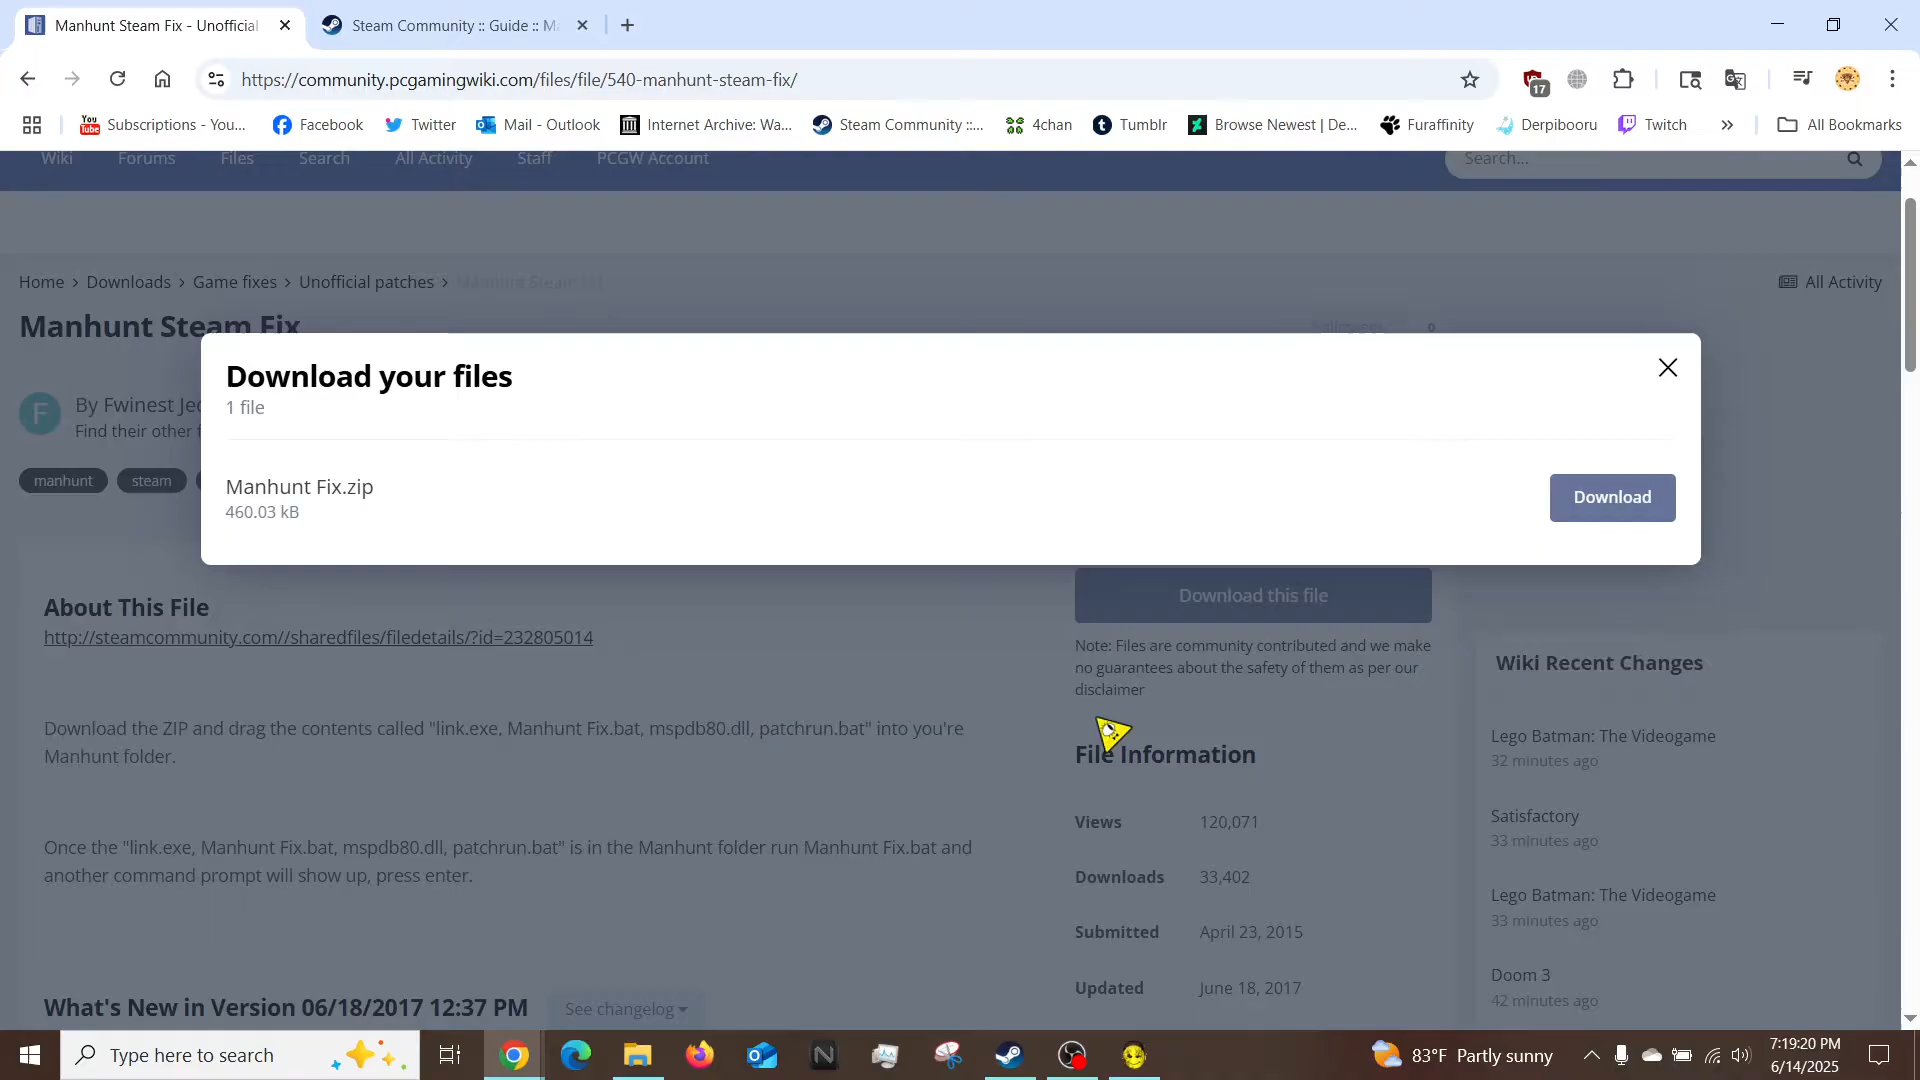 Manhunt Steam Fix - Unofficial
Steam Community :: Guide :: Ma
https://community.pcgamingwiki.com/files/file/540-manhunt-steam-fix/
17
Subscriptions - You...
Facebook
Twitter
Mail - Outlook
Internet Archive: Wa...
Steam Community ::...
4chan
Tumblr
Browse Newest | De...
Furaffinity
Derpibooru
Twitch
All Bookmarks
Wiki
Forums
Files
Search
All Activity
Staff
PCGW Account
Search...
Home
Downloads
Game fixes
Unofficial patches
Manhunt Steam Fix
All Activity
Manhunt Steam Fix
Followers
0
F
By Fwinest Jed
Find their other f
manhunt
steam
Download your files
1 file
Manhunt Fix.zip
460.03 kB
Download
About This File
http://steamcommunity.com//sharedfiles/filedetails/?id=232805014
Download the ZIP and drag the contents called "link.exe, Manhunt Fix.bat, mspdb80.dll, patchrun.bat" into you're
Manhunt folder.
Once the "link.exe, Manhunt Fix.bat, mspdb80.dll, patchrun.bat" is in the Manhunt folder run Manhunt Fix.bat and
another command prompt will show up, press enter.
What's New in Version 06/18/2017 12:37 PM
See changelog
Download this file
Note: Files are community contributed and we make
no guarantees about the safety of them as per our
disclaimer
File Information
Views 120,071
Downloads 33,402
Submitted April 23, 2015
Updated June 18, 2017
Wiki Recent Changes
Lego Batman: The Videogame
32 minutes ago
Satisfactory
33 minutes ago
Lego Batman: The Videogame
33 minutes ago
Doom 3
42 minutes ago
Type here to search
83°F Partly sunny
7:19:20 PM
6/14/2025